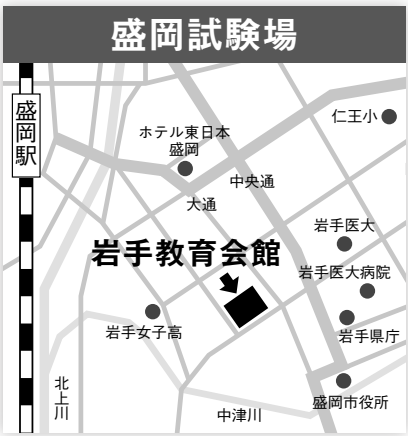 盛岡試験場
盛岡駅
仁王小
ホテル東日本
盛岡
中央通
大通
岩手医大
岩手教育会館
岩手医大病院
岩手女子高
岩手県庁
北上川
盛岡市役所
中津川